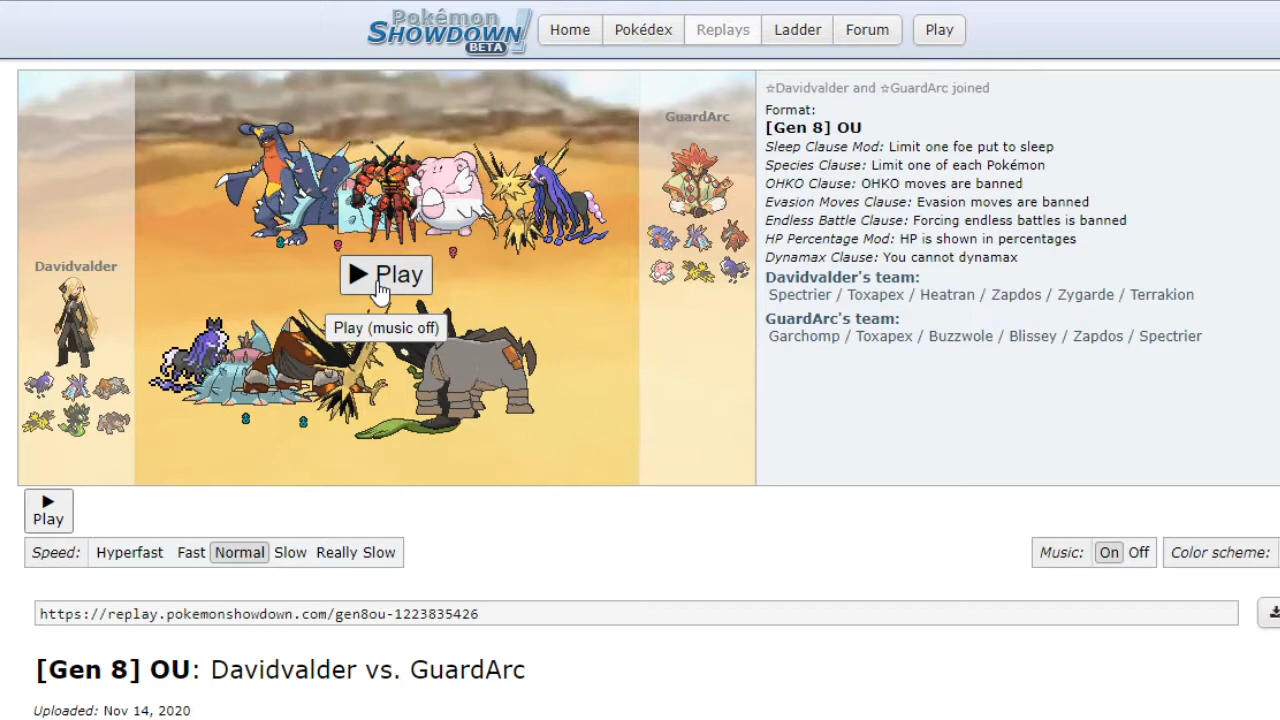 Pokémon
SHOWDOWN!
BETA
Home Pokédex Replays Ladder Forum Play
GuardArc
Davidvalder
Play
Play (music off)
☆Davidvalder and ☆GuardArc joined
Format:
[Gen 8] OU
Sleep Clause Mod: Limit one foe put to sleep
Species Clause: Limit one of each Pokémon
OHKO Clause: OHKO moves are banned
Evasion Moves Clause: Evasion moves are banned
Endless Battle Clause: Forcing endless battles is banned
HP Percentage Mod: HP is shown in percentages
Dynamax Clause: You cannot dynamax
Davidvalder's team:
Spectrier / Toxapex / Heatran / Zapdos / Zygarde / Terrakion
GuardArc's team:
Garchomp / Toxapex / Buzzwole / Blissey / Zapdos / Spectrier
Play
Speed: Hyperfast Fast Normal Slow Really Slow
Music: On Off Color scheme:
https://replay.pokemonshowdown.com/gen8ou-1223835426
[Gen 8] OU: Davidvalder vs. GuardArc
Uploaded: Nov 14, 2020